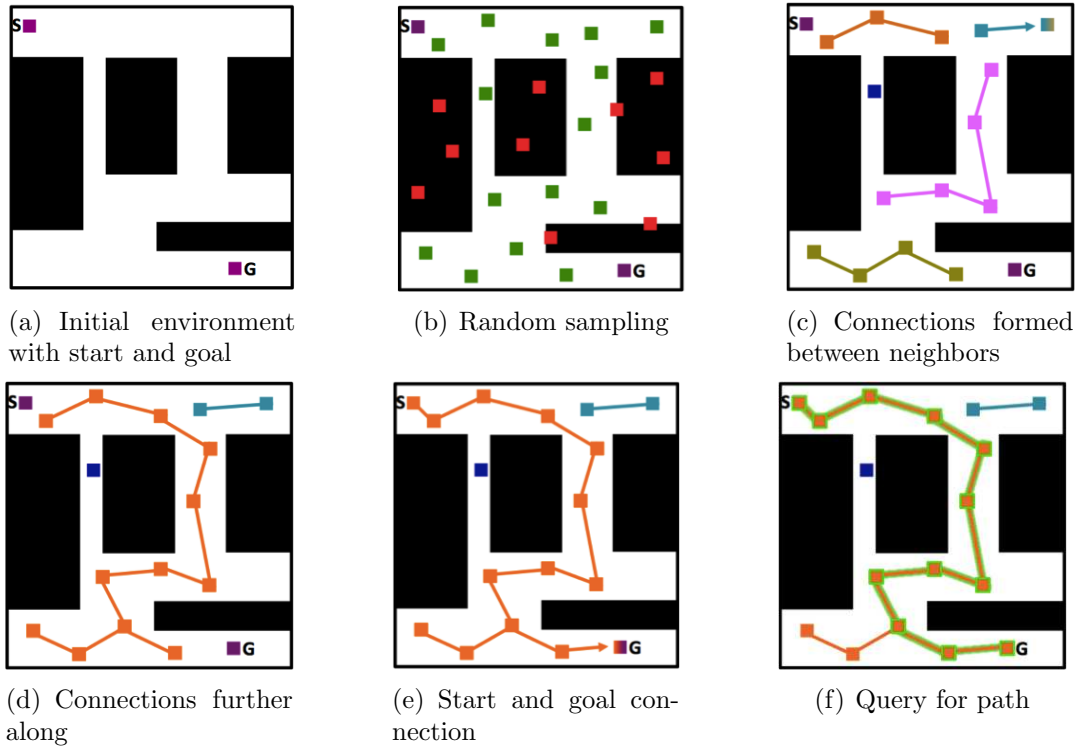 S
G
(a) Initial environment
with start and goal
S
G
(b) Random sampling
S
G
(c) Connections formed
between neighbors
S
G
(d) Connections further
along
S
G
(e) Start and goal con-
nection
S
G
(f) Query for path